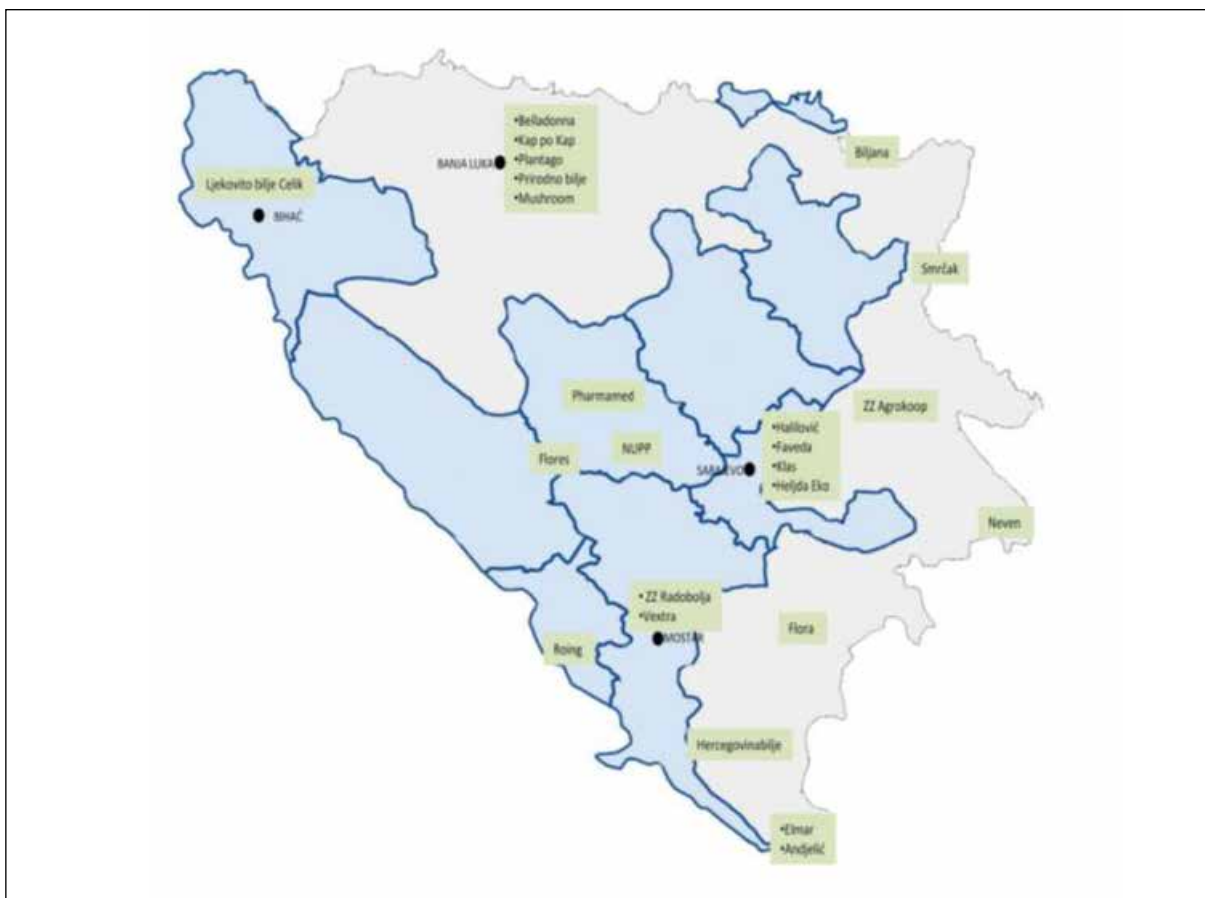 •Belladonna
•Kap po Kap
•Plantago
•Prirodno bilje
•Mushroom
BANJA LUKA
Biljana
Ljekovito bilje Celik
BIHAĆ
Smrčak
Pharmamed
ZZ Agrokoop
•Halilović
•Faveda
•Klas
•Heljda Eko
NUPP
Flores
SARAJEVO
Neven
•ZZ Radobolja
•Vextra
MOSTAR
Flora
Roing
Hercegovinabilje
•Elmar
•Andjelić